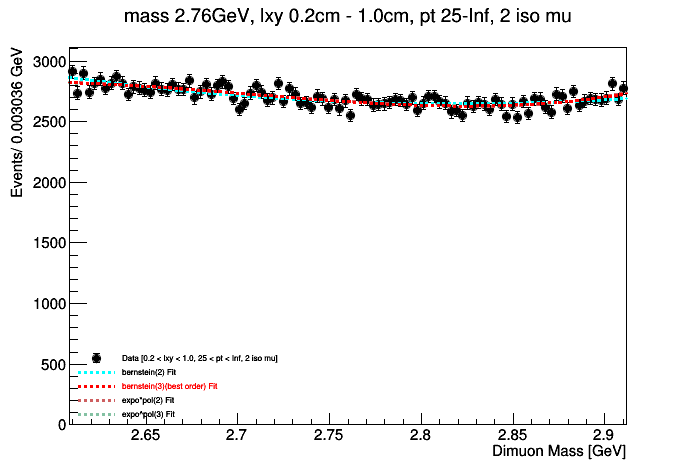 mass 2.76GeV, lxy 0.2cm - 1.0cm, pt 25-Inf, 2 iso mu
Events/ 0.003036 GeV
3000
2500
2000
1500
1000
500
0
Data [0.2 < lxy < 1.0, 25 < pt < Inf, 2 iso mu]
bernstein(2) Fit
bernstein(3)(best order) Fit
expo*pol(2) Fit
expo*pol(3) Fit
2.65 2.7 2.75 2.8 2.85 2.9
Dimuon Mass [GeV]